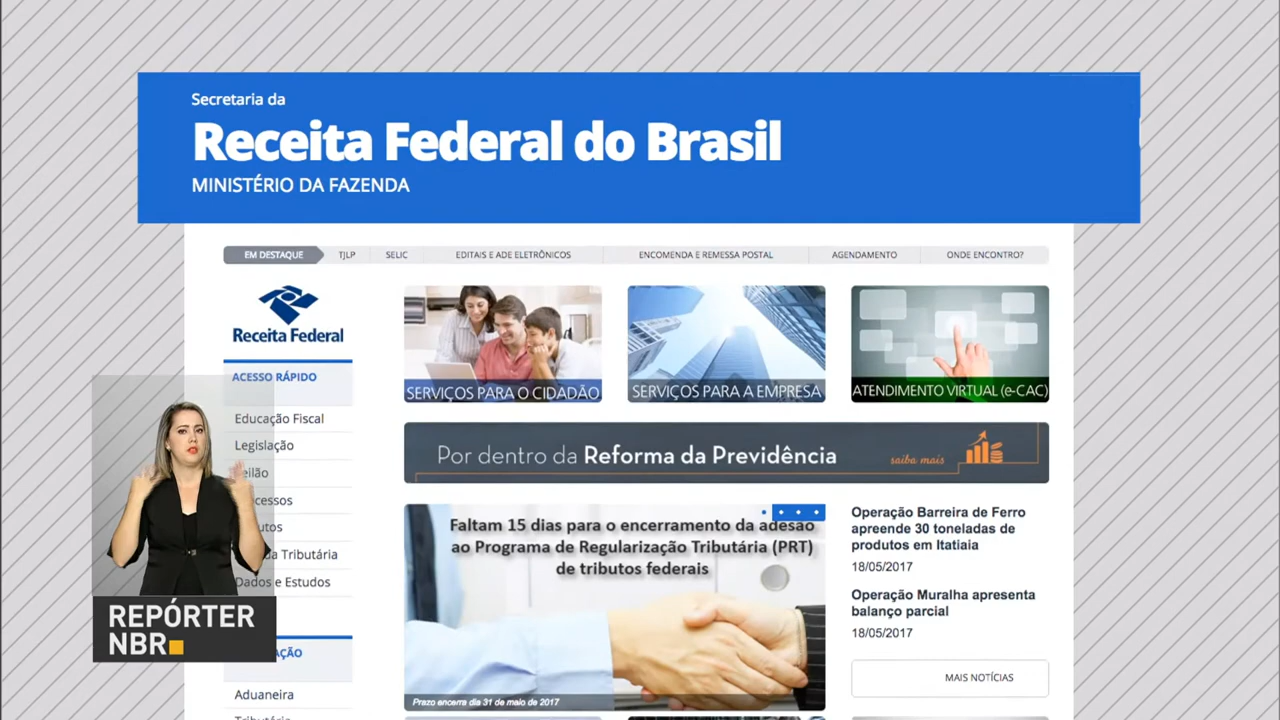 Secretaria da
Receita Federal do Brasil
MINISTÉRIO DA FAZENDA
EM DESTAQUE
TJLP
SELIC
EDITAIS E ADE ELETRÔNICOS
ENCOMENDA E REMESSA POSTAL
AGENDAMENTO
ONDE ENCONTRO?
Receita Federal
ACESSO RÁPIDO
Educação Fiscal
Legislação
Tributária
Dados e Estudos
Aduaneira
SERVIÇOS PARA O CIDADÃO
SERVIÇOS PARA A EMPRESA
ATENDIMENTO VIRTUAL (e-CAC)
Por dentro da Reforma da Previdência
saiba mais
Faltam 15 dias para o encerramento da adesão
ao Programa de Regularização Tributária (PRT)
de tributos federais
Prazo encerra dia 31 de maio de 2017
Operação Barreira de Ferro
apreende 30 toneladas de
produtos em Itatiaia
18/05/2017
Operação Muralha apresenta
balanço parcial
18/05/2017
MAIS NOTÍCIAS
REPÓRTER
NBR